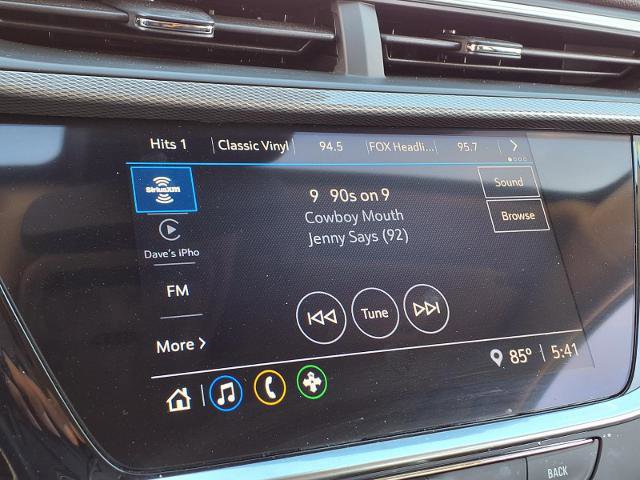 Hits 1 Classic Vinyl 94.5 FOX Headli... 95.7
SiriusXM
9 90s on 9
Sound
Cowboy Mouth
Browse
Jenny Says (92)
Dave's iPho
FM
Tune
More
85° 5:41
BACK